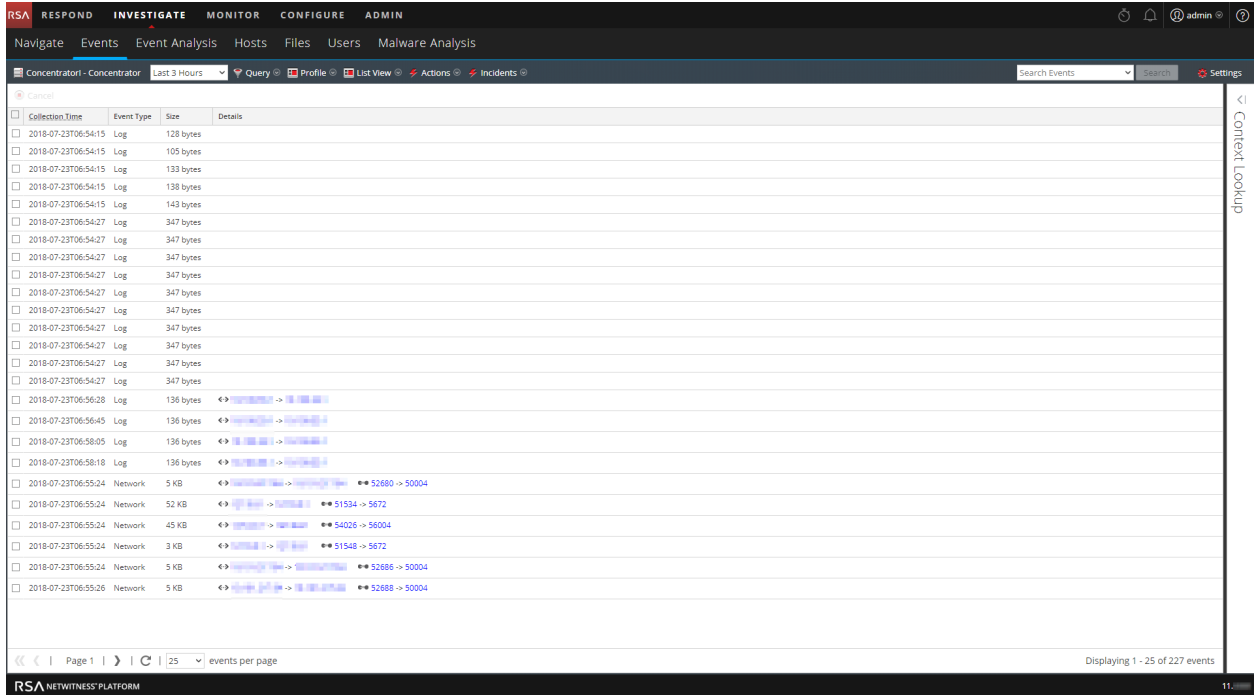 RSA RESPOND INVESTIGATE MONITOR CONFIGURE ADMIN admin
Navigate Events Event Analysis Hosts Files Users Malware Analysis
Concentratorl - Concentrator Last 3 Hours Query Profile List View Actions Incidents Search Events Search Settings
Cancel
Collection Time Event Type Size Details
2018-07-23T06:54:15 Log 128 bytes
2018-07-23T06:54:15 Log 105 bytes
2018-07-23T06:54:15 Log 133 bytes
2018-07-23T06:54:15 Log 138 bytes
2018-07-23T06:54:15 Log 143 bytes
2018-07-23T06:54:27 Log 347 bytes
2018-07-23T06:54:27 Log 347 bytes
2018-07-23T06:54:27 Log 347 bytes
2018-07-23T06:54:27 Log 347 bytes
2018-07-23T06:54:27 Log 347 bytes
2018-07-23T06:54:27 Log 347 bytes
2018-07-23T06:54:27 Log 347 bytes
2018-07-23T06:54:27 Log 347 bytes
2018-07-23T06:54:27 Log 347 bytes
2018-07-23T06:54:27 Log 347 bytes
2018-07-23T06:56:28 Log 136 bytes ->
2018-07-23T06:56:45 Log 136 bytes ->
2018-07-23T06:58:05 Log 136 bytes ->
2018-07-23T06:58:18 Log 136 bytes ->
2018-07-23T06:55:24 Network 5 KB -> 52680 -> 50004
2018-07-23T06:55:24 Network 52 KB -> 51534 -> 5672
2018-07-23T06:55:24 Network 45 KB -> 54026 -> 56004
2018-07-23T06:55:24 Network 3 KB -> 51548 -> 5672
2018-07-23T06:55:24 Network 5 KB -> 52686 -> 50004
2018-07-23T06:55:26 Network 5 KB -> 52688 -> 50004
Context Lookup
Page 1 25 events per page Displaying 1 - 25 of 227 events
RSA NETWITNESS PLATFORM 11.